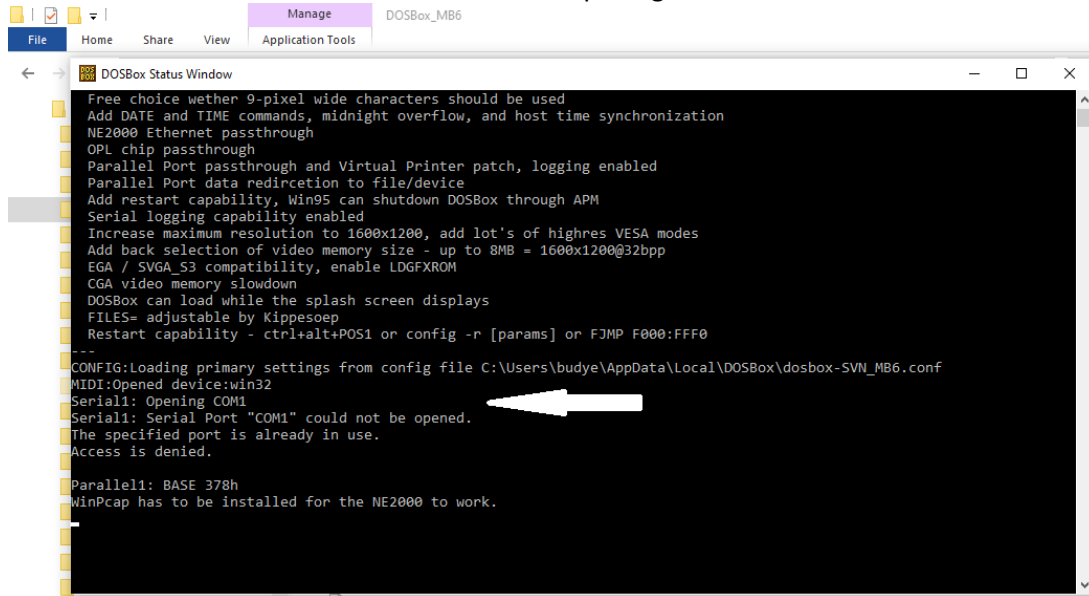 Manage
DOSBox_MB6
File
Home
Share
View
Application Tools
DOSBox Status Window
Free choice wether 9-pixel wide characters should be used
Add DATE and TIME commands, midnight overflow, and host time synchronization
NE2000 Ethernet passthrough
OPL chip passthrough
Parallel Port passthrough and Virtual Printer patch, logging enabled
Parallel Port data redircetion to file/device
Add restart capability, Win95 can shutdown DOSBox through APM
Serial logging capability enabled
Increase maximum resolution to 1600x1200, add lot's of highres VESA modes
Add back selection of video memory size - up to 8MB = 1600x1200@32bpp
EGA / SVGA_S3 compatibility, enable LDGFXROM
CGA video memory slowdown
DOSBox can load while the splash screen displays
FILES= adjustable by Kippesoep
Restart capability - ctrl+alt+POS1 or config -r [params] or FJMP F000:FFF0
---
CONFIG:Loading primary settings from config file C:\Users\budye\AppData\Local\DOSBox\dosbox-SVN_MB6.conf
MIDI:Opened device:win32
Serial1: Opening COM1
Serial1: Serial Port "COM1" could not be opened.
The specified port is already in use.
Access is denied.
Parallel1: BASE 378h
WinPcap has to be installed for the NE2000 to work.